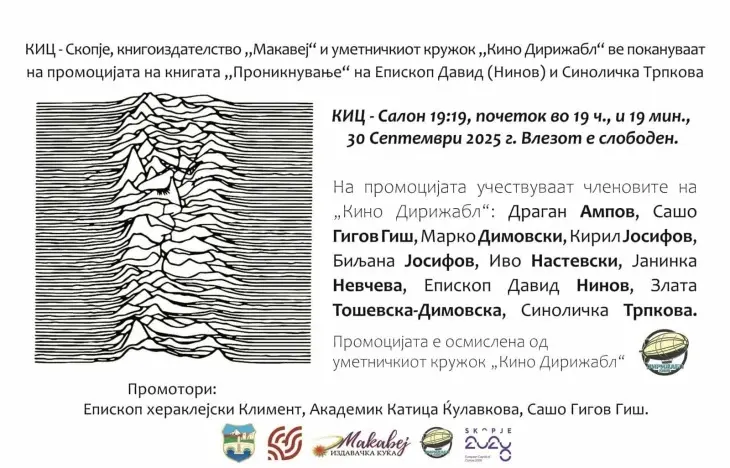 КИЦ - Скопје, книгоиздателство ,,Макавеј“ и уметничкиот кружок ,,Кино Дирижабл“ ве покануваат
на промоцијата на книгата ,,Проникнување“ на Епископ Давид (Нинов) и Синоличка Трпкова
КИЦ - Салон 19:19, почеток во 19 ч., и 19 мин.,
30 Септември 2025 г. Влезот е слободен.
На промоцијата учествуваат членовите на
„Кино Дирижабл“: Драган Ампов, Сашо
Гигов Гиш, Марко Димовски, Кирил Јосифов,
Биљана Јосифов, Иво Настевски, Јанинка
Невчева, Епископ Давид Нинов, Злата
Тошевска-Димовска, Синоличка Трпкова.
Промоцијата е осмислена од
уметничкиот кружок „Кино Дирижабл“
Промотори:
Епископ хераклејски Климент, Академик Катица Ќулавкова, Сашо Гигов Гиш.
Макавеј
ИЗДАВАЧКА КУЌА
СКОПЈЕ
2028